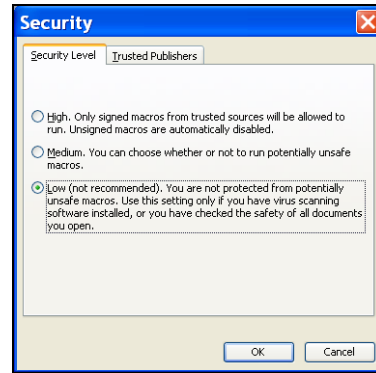 Security
Security Level Trusted Publishers
High. Only signed macros from trusted sources will be allowed to
run. Unsigned macros are automatically disabled.
Medium. You can choose whether or not to run potentially unsafe
macros.
Low (not recommended). You are not protected from potentially
unsafe macros. Use this setting only if you have virus scanning
software installed, or you have checked the safety of all documents
you open.
OK Cancel